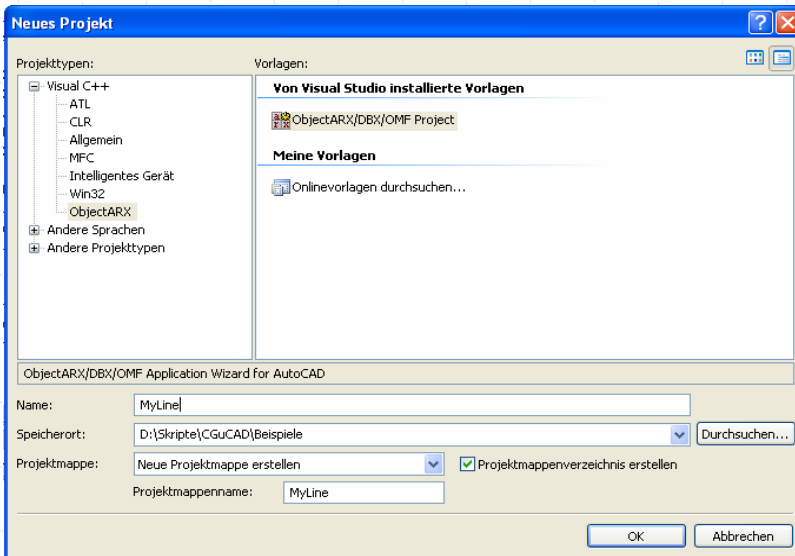 Neues Projekt
Projekttypen:
Visual C++
ATL
CLR
Allgemein
MFC
Intelligentes Gerät
Win32
ObjectARX
Andere Sprachen
Andere Projekttypen
Vorlagen:
Von Visual Studio installierte Vorlagen
ObjectARX/DBX/OMF Project
Meine Vorlagen
Onlinevorlagen durchsuchen...
ObjectARX/DBX/OMF Application Wizard for AutoCAD
Name: MyLine
Speicherort: D:\Skripte\CGuCAD\Beispiele Durchsuchen...
Projektmappe: Neue Projektmappe erstellen Projektmappenverzeichnis erstellen
Projektmappenname: MyLine
OK Abbrechen